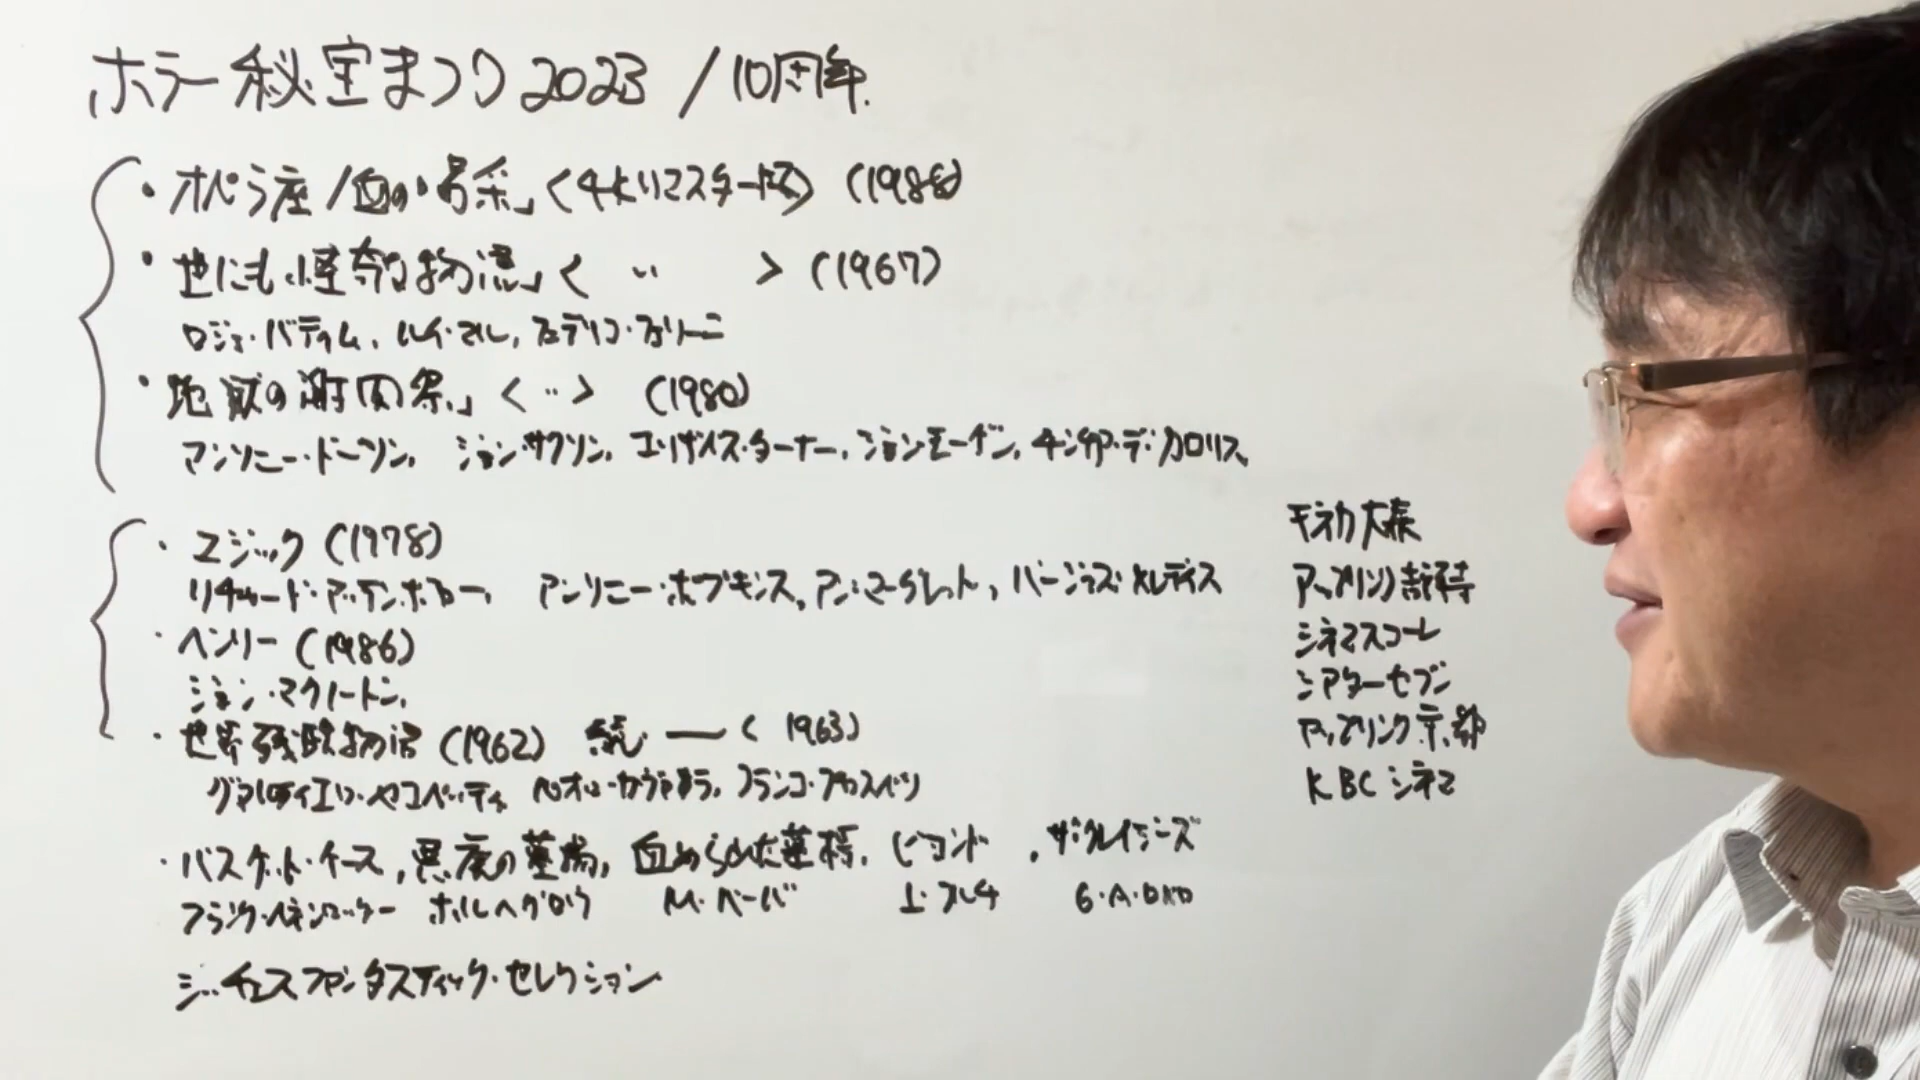 ホラー秘宝まつり2023 /10周年
・オペラ座/血の喝采」<4Kリマスター版> (1988)
・世にも怪奇な物語」< 〃 > (1967)
ロジェ・バディム、ルイ・マル、フェデリコ・フェリーニ
・地獄の謝肉祭」<〃> (1980)
アンソニー・ドーソン、ジョン・サクソン、エリザベス・ターナー、ジョン・モーゲン、チンツィア・デ・カロリス、
・マジック (1978)
リチャード・アッテンボロー、アンソニー・ホプキンス、アン・マーグレット、バージェス・メレディス
・ヘンリー (1986)
ジョン・マクノートン、
・世界残酷物語 (1962) 続 ー (1963)
グァルティエロ・ヤコペッティ、パオロ・カヴァラ、フランコ・プロスペリ
・バスケット・ケース、悪魔の墓場、血ぬられた墓標、ビヨンド 、ザ・クレイジーズ
フランク・ヘネンロッター ホルヘグロウ M・バーバ L・フルチ G・A・ロメロ
シッチェスファンタスティック・セレクション
モネカ大森
アップリンク吉祥寺
シネマスコーレ
シアターセブン
アップリンク京都
KBCシネマ